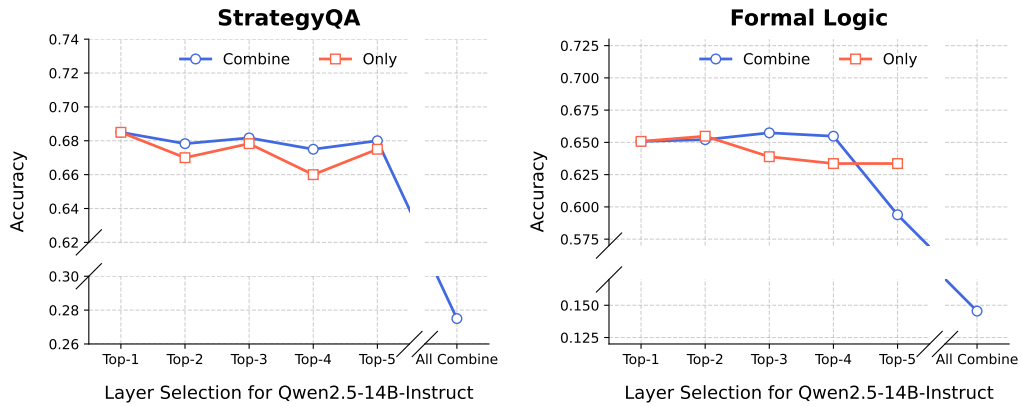 StrategyQA
Combine
Only
Accuracy
0.74
0.72
0.70
0.68
0.66
0.64
0.62
0.30
0.28
0.26
Top-1
Top-2
Top-3
Top-4
Top-5
All Combine
Layer Selection for Qwen2.5-14B-Instruct
Formal Logic
Combine
Only
Accuracy
0.725
0.700
0.675
0.650
0.625
0.600
0.575
0.150
0.125
Top-1
Top-2
Top-3
Top-4
Top-5
All Combine
Layer Selection for Qwen2.5-14B-Instruct